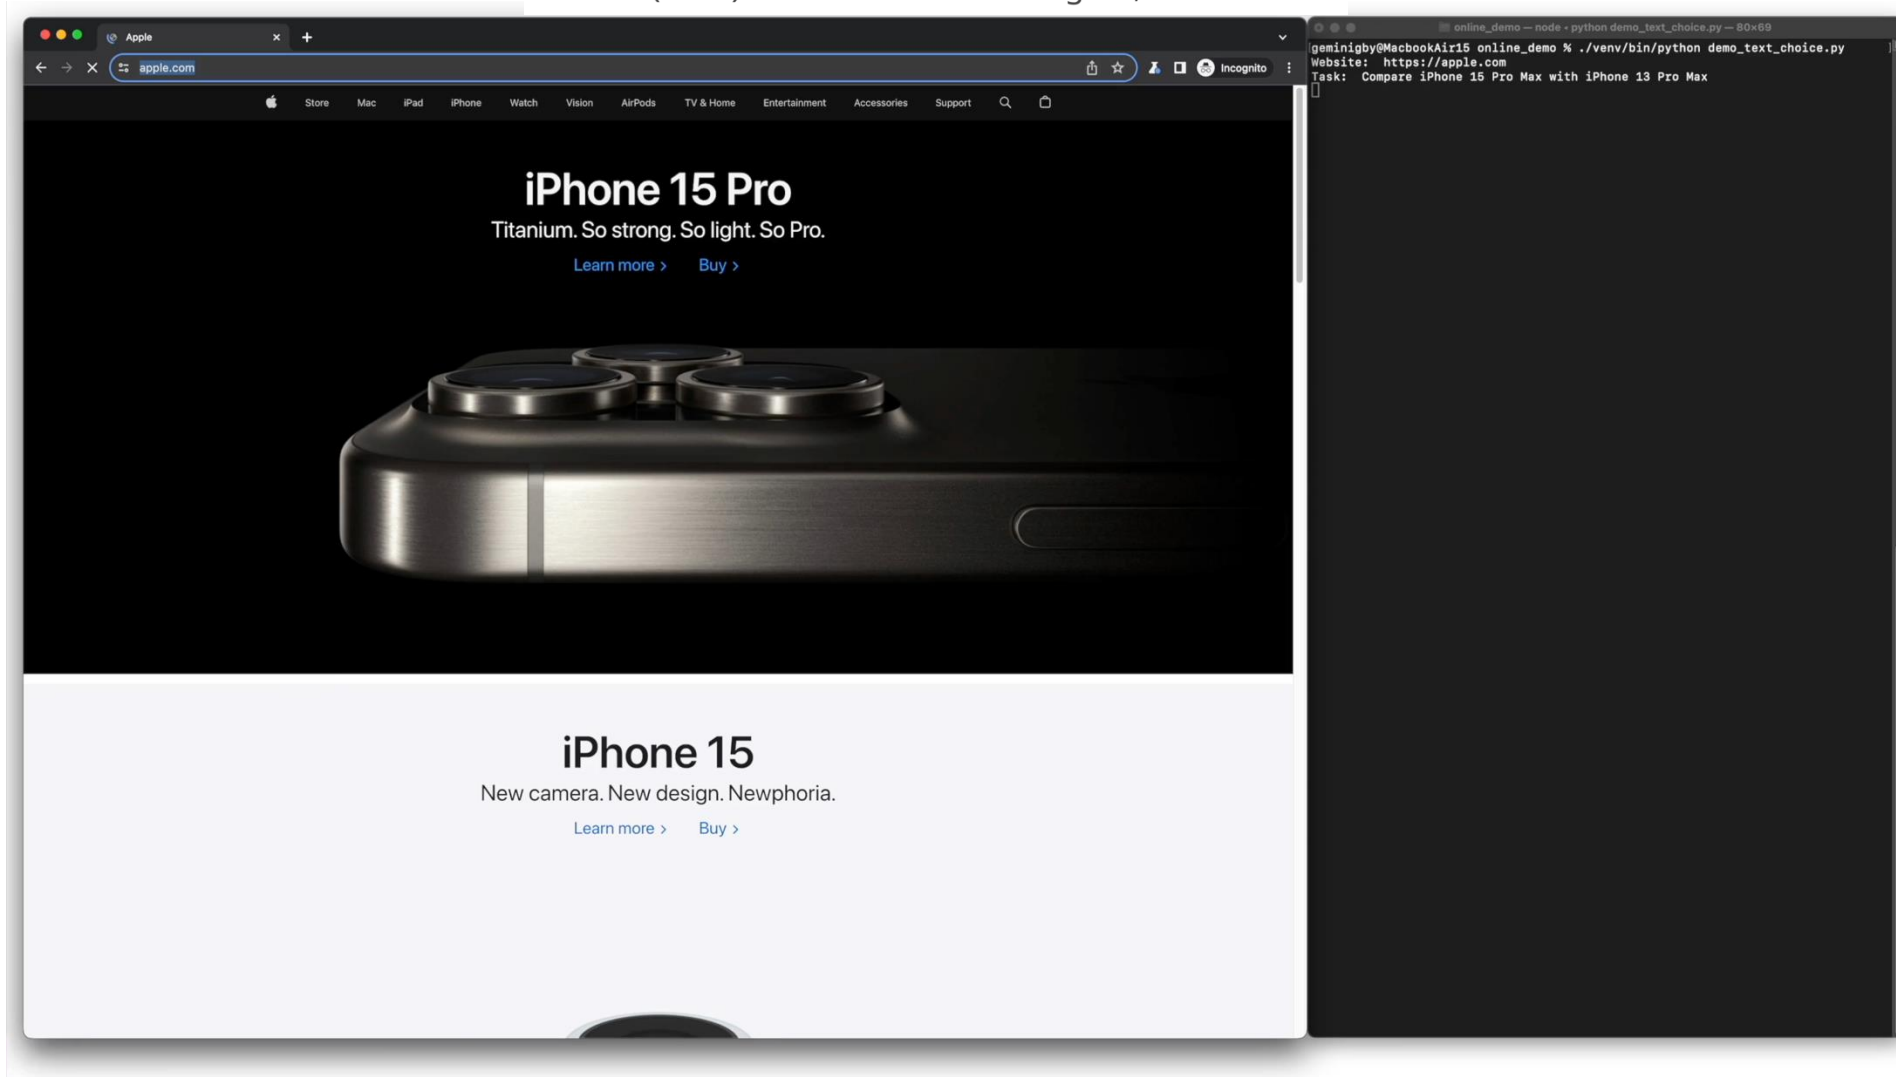 Apple
apple.com
Incognito
Store Mac iPad iPhone Watch Vision AirPods TV & Home Entertainment Accessories Support
iPhone 15 Pro
Titanium. So strong. So light. So Pro.
Learn more > Buy >
iPhone 15
New camera. New design. Newphoria.
Learn more > Buy >
online_demo — node • python demo_text_choice.py — 80×69
geminigby@MacbookAir15 online_demo % ./venv/bin/python demo_text_choice.py
Website: https://apple.com
Task: Compare iPhone 15 Pro Max with iPhone 13 Pro Max